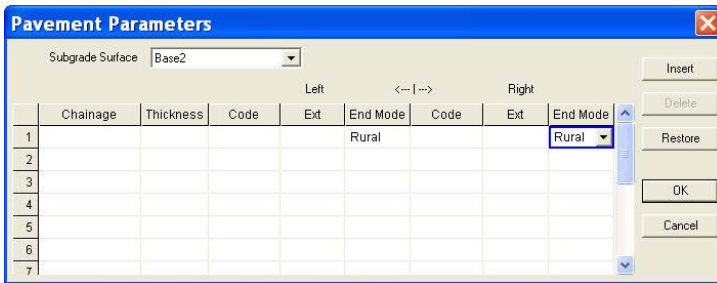 Pavement Parameters
Subgrade Surface Base2
Insert
Left <--- | ---> Right
Delete
Chainage Thickness Code Ext End Mode Code Ext End Mode
1 Rural Rural
Restore
2
3
OK
4
5
Cancel
6
7